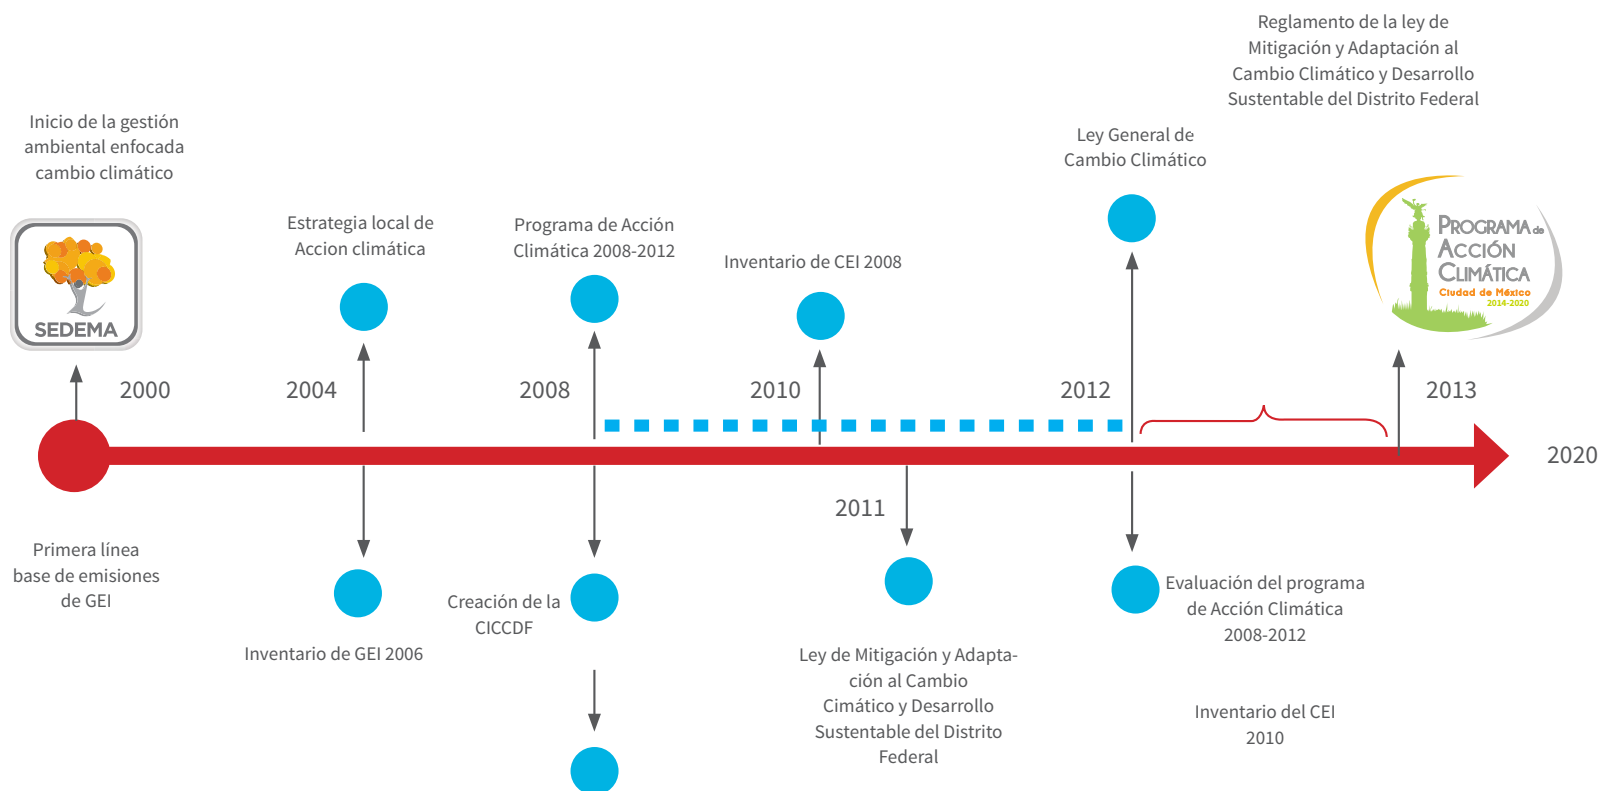 Reglamento de la ley de
Mitigación y Adaptación al
Cambio Climático y Desarrollo
Sustentable del Distrito Federal
Inicio de la gestión
ambiental enfocada
cambio climático
Ley General de
Cambio Climático
Estrategia local de
Accion climática
Programa de Acción
Climática 2008-2012
Inventario de CEI 2008
SEDEMA
PROGRAMA de
ACCIÓN
CLIMÁTICA
Ciudad de México
2014-2020
2000
2004
2008
2010
2012
2013
2020
2011
Primera línea
base de emisiones
de GEI
Inventario de GEI 2006
Creación de la
CICCDF
Ley de Mitigación y Adapta-
ción al Cambio
Cimático y Desarrollo
Sustentable del Distrito
Federal
Evaluación del programa
de Acción Climática
2008-2012
Inventario del CEI
2010